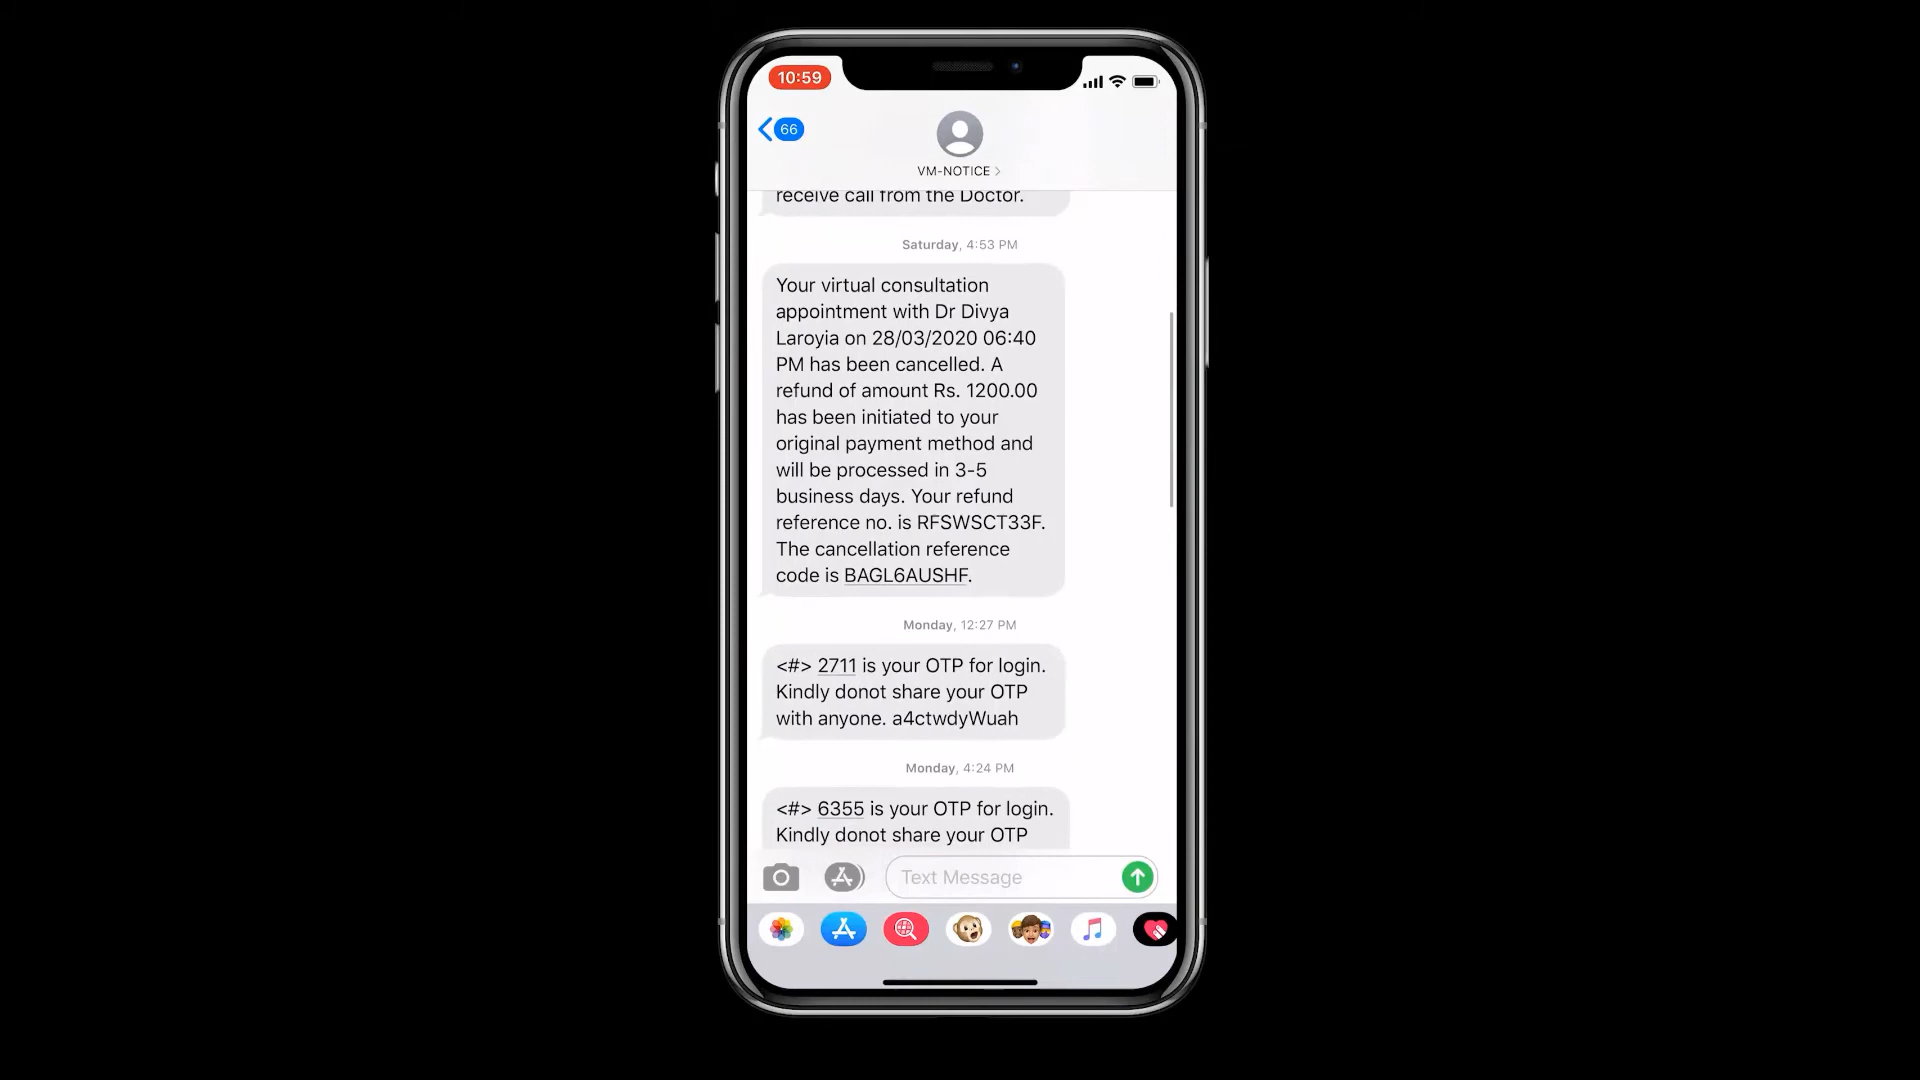 10:59
66
VM-NOTICE >
receive call from the Doctor.
Saturday, 4:53 PM
Your virtual consultation
appointment with Dr Divya
Laroyia on 28/03/2020 06:40
PM has been cancelled. A
refund of amount Rs. 1200.00
has been initiated to your
original payment method and
will be processed in 3-5
business days. Your refund
reference no. is RFSWSCT33F.
The cancellation reference
code is BAGL6AUSHF.
Monday, 12:27 PM
<#> 2711 is your OTP for login.
Kindly donot share your OTP
with anyone. a4ctwdyWuah
Monday, 4:24 PM
<#> 6355 is your OTP for login.
Kindly donot share your OTP
Text Message